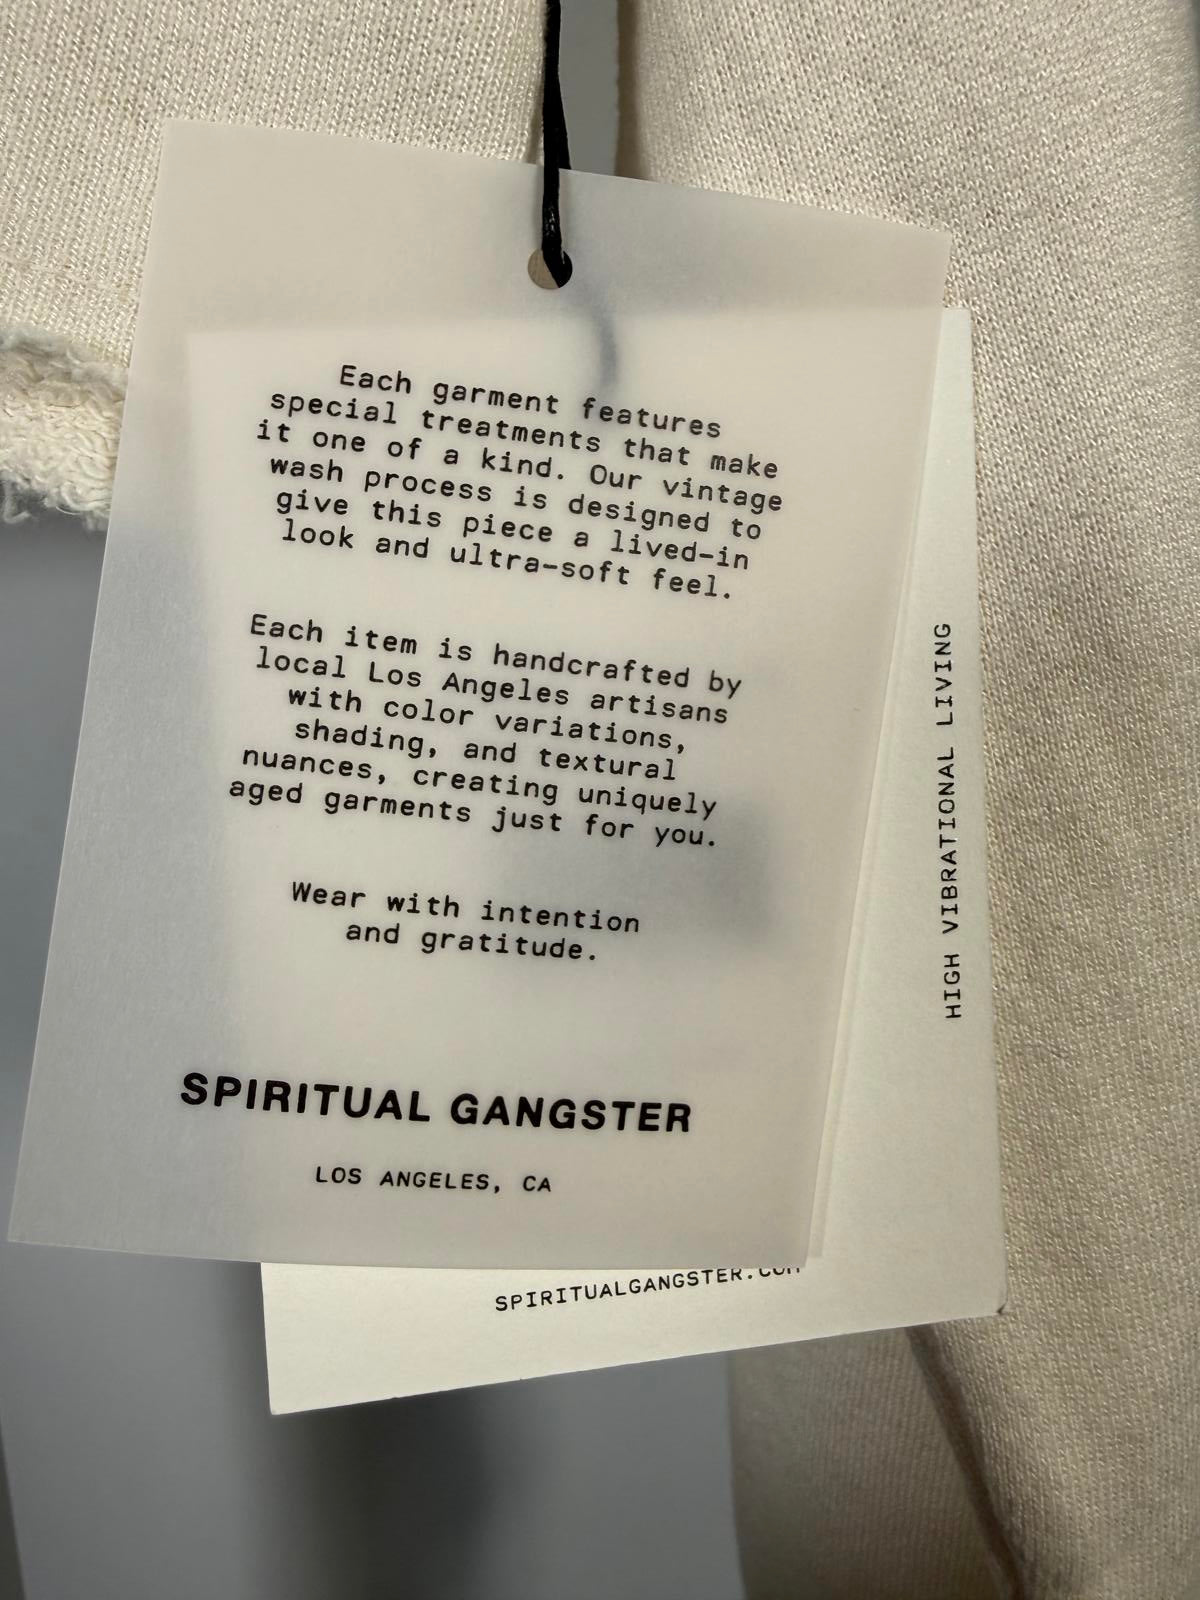 Each garment features
special treatments that make
it one of a kind. Our vintage
wash process is designed to
give this piece a lived-in
look and ultra-soft feel.
Each item is handcrafted by
local Los Angeles artisans
with color variations,
shading, and textural
nuances, creating uniquely
aged garments just for you.
Wear with intention
and gratitude.
SPIRITUAL GANGSTER
LOS ANGELES, CA
SPIRITUALGANGSTER.COM
HIGH VIBRATIONAL LIVING